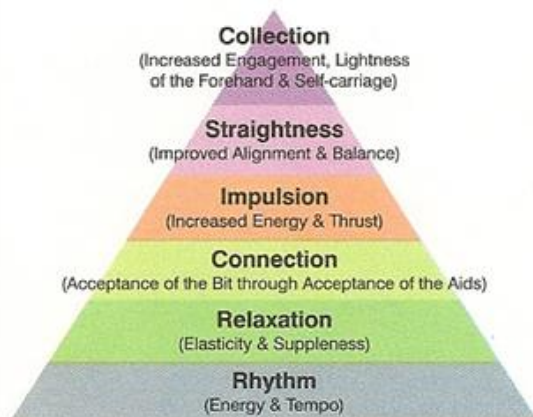 Collection
(Increased Engagement, Lightness
of the Forehand & Self-carriage)
Straightness
(Improved Alignment & Balance)
Impulsion
(Increased Energy & Thrust)
Connection
(Acceptance of the Bit through Acceptance of the Aids)
Relaxation
(Elasticity & Suppleness)
Rhythm
(Energy & Tempo)